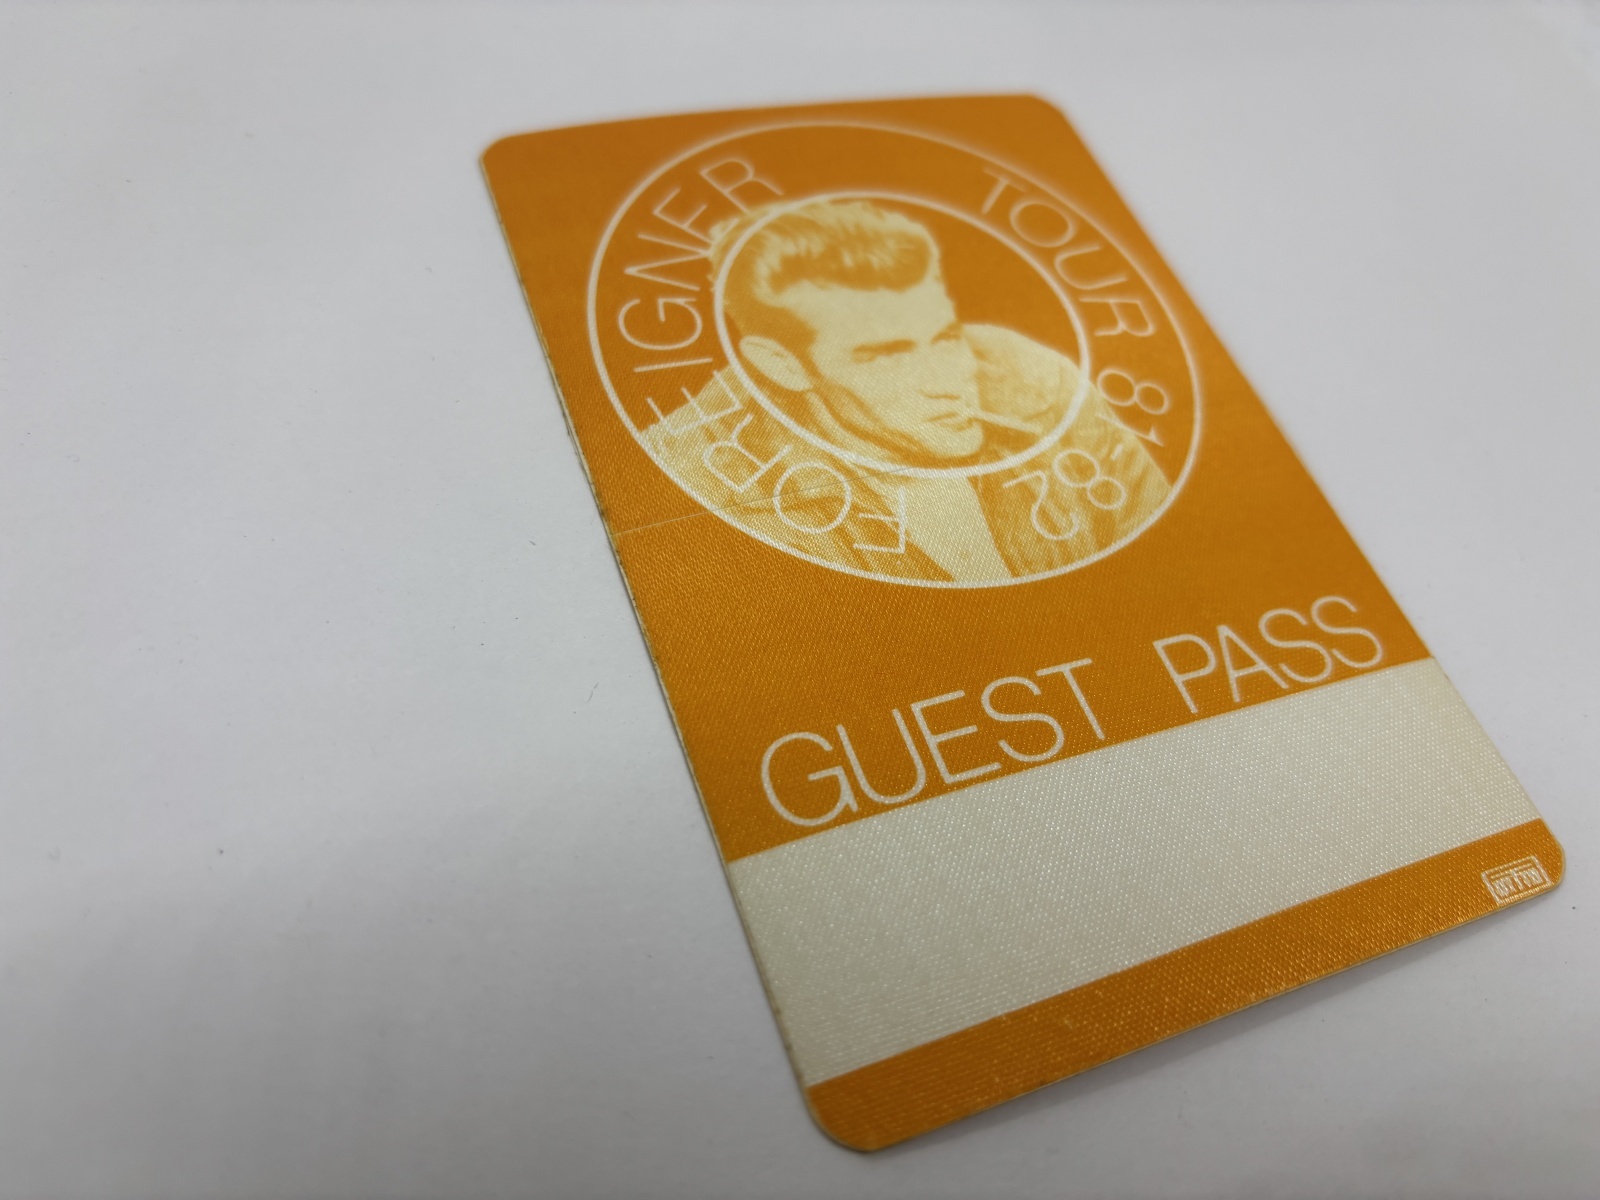 FOREIGNER TOUR 81-82
GUEST PASS